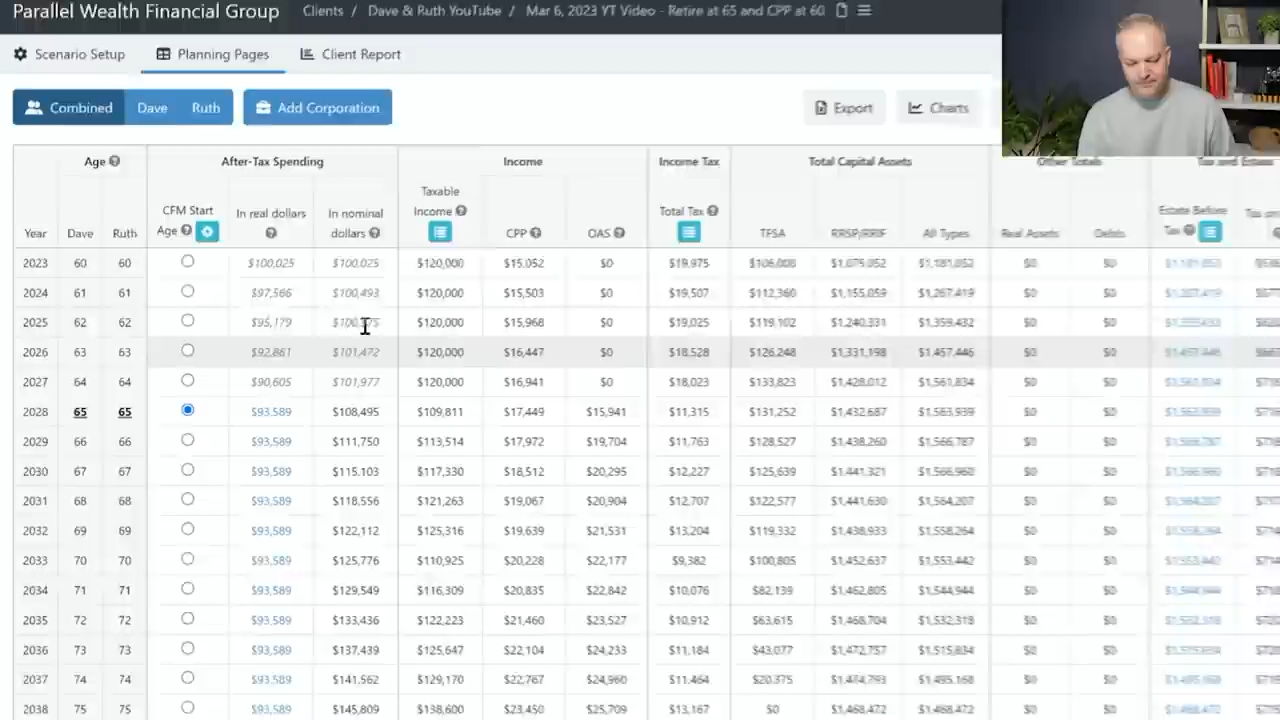 Parallel Wealth Financial Group Clients / Dave & Ruth YouTube / Mar 6, 2023 YT Video - Retire at 65 and CPP at 60
Scenario Setup Planning Pages Client Report
Combined Dave Ruth Add Corporation Export Charts
Age After-Tax Spending Income Income Tax Total Capital Assets Other Totals Tax and Estate
Year Dave Ruth CFM Start Age In real dollars In nominal dollars Taxable Income CPP OAS Total Tax TFSA RRSP/RRIF All Types Real Assets Debts Estate Before Tax
2023 60 60 $100,025 $100,025 $120,000 $15,052 $0 $19,975 $106,000 $1,075,052 $1,181,052 $0 $0
2024 61 61 $97,566 $100,493 $120,000 $15,503 $0 $19,507 $112,360 $1,155,059 $1,267,419 $0 $0 $1,267,419
2025 62 62 $95,179 $120,000 $15,968 $0 $19,025 $119,102 $1,240,331 $1,359,432 $0 $0
2026 63 63 $92,861 $101,472 $120,000 $16,447 $0 $18,528 $126,248 $1,331,198 $1,457,446 $0 $0 $1,457,446
2027 64 64 $90,605 $101,977 $120,000 $16,941 $0 $18,023 $133,823 $1,428,012 $1,561,834 $0 $0
2028 65 65 $93,589 $108,495 $109,811 $17,449 $15,941 $11,315 $131,252 $1,432,687 $1,563,939 $0 $0
2029 66 66 $93,589 $111,750 $113,514 $17,972 $19,704 $11,763 $128,527 $1,438,260 $1,566,787 $0 $0
2030 67 67 $93,589 $115,103 $117,330 $18,512 $20,295 $12,227 $125,639 $1,441,321 $1,566,960 $0 $0
2031 68 68 $93,589 $118,556 $121,263 $19,067 $20,904 $12,707 $122,577 $1,441,630 $1,564,207 $0 $0
2032 69 69 $93,589 $122,112 $125,316 $19,639 $21,531 $13,204 $119,332 $1,438,933 $1,558,264 $0 $0
2033 70 70 $93,589 $125,776 $110,925 $20,228 $22,177 $9,382 $100,805 $1,452,637 $1,553,442 $0 $0
2034 71 71 $93,589 $129,549 $116,309 $20,835 $22,842 $10,076 $82,139 $1,462,805 $1,544,944 $0 $0
2035 72 72 $93,589 $133,436 $122,223 $21,460 $23,527 $10,912 $63,615 $1,468,704 $1,532,318 $0 $0
2036 73 73 $93,589 $137,439 $125,647 $22,104 $24,233 $11,184 $43,077 $1,472,757 $1,515,834 $0 $0
2037 74 74 $93,589 $141,562 $129,170 $22,767 $24,960 $11,464 $20,375 $1,474,793 $1,495,168 $0 $0
2038 75 75 $93,589 $145,809 $138,600 $23,450 $25,709 $13,167 $0 $1,468,472 $1,468,472 $0 $0 $1,468,472